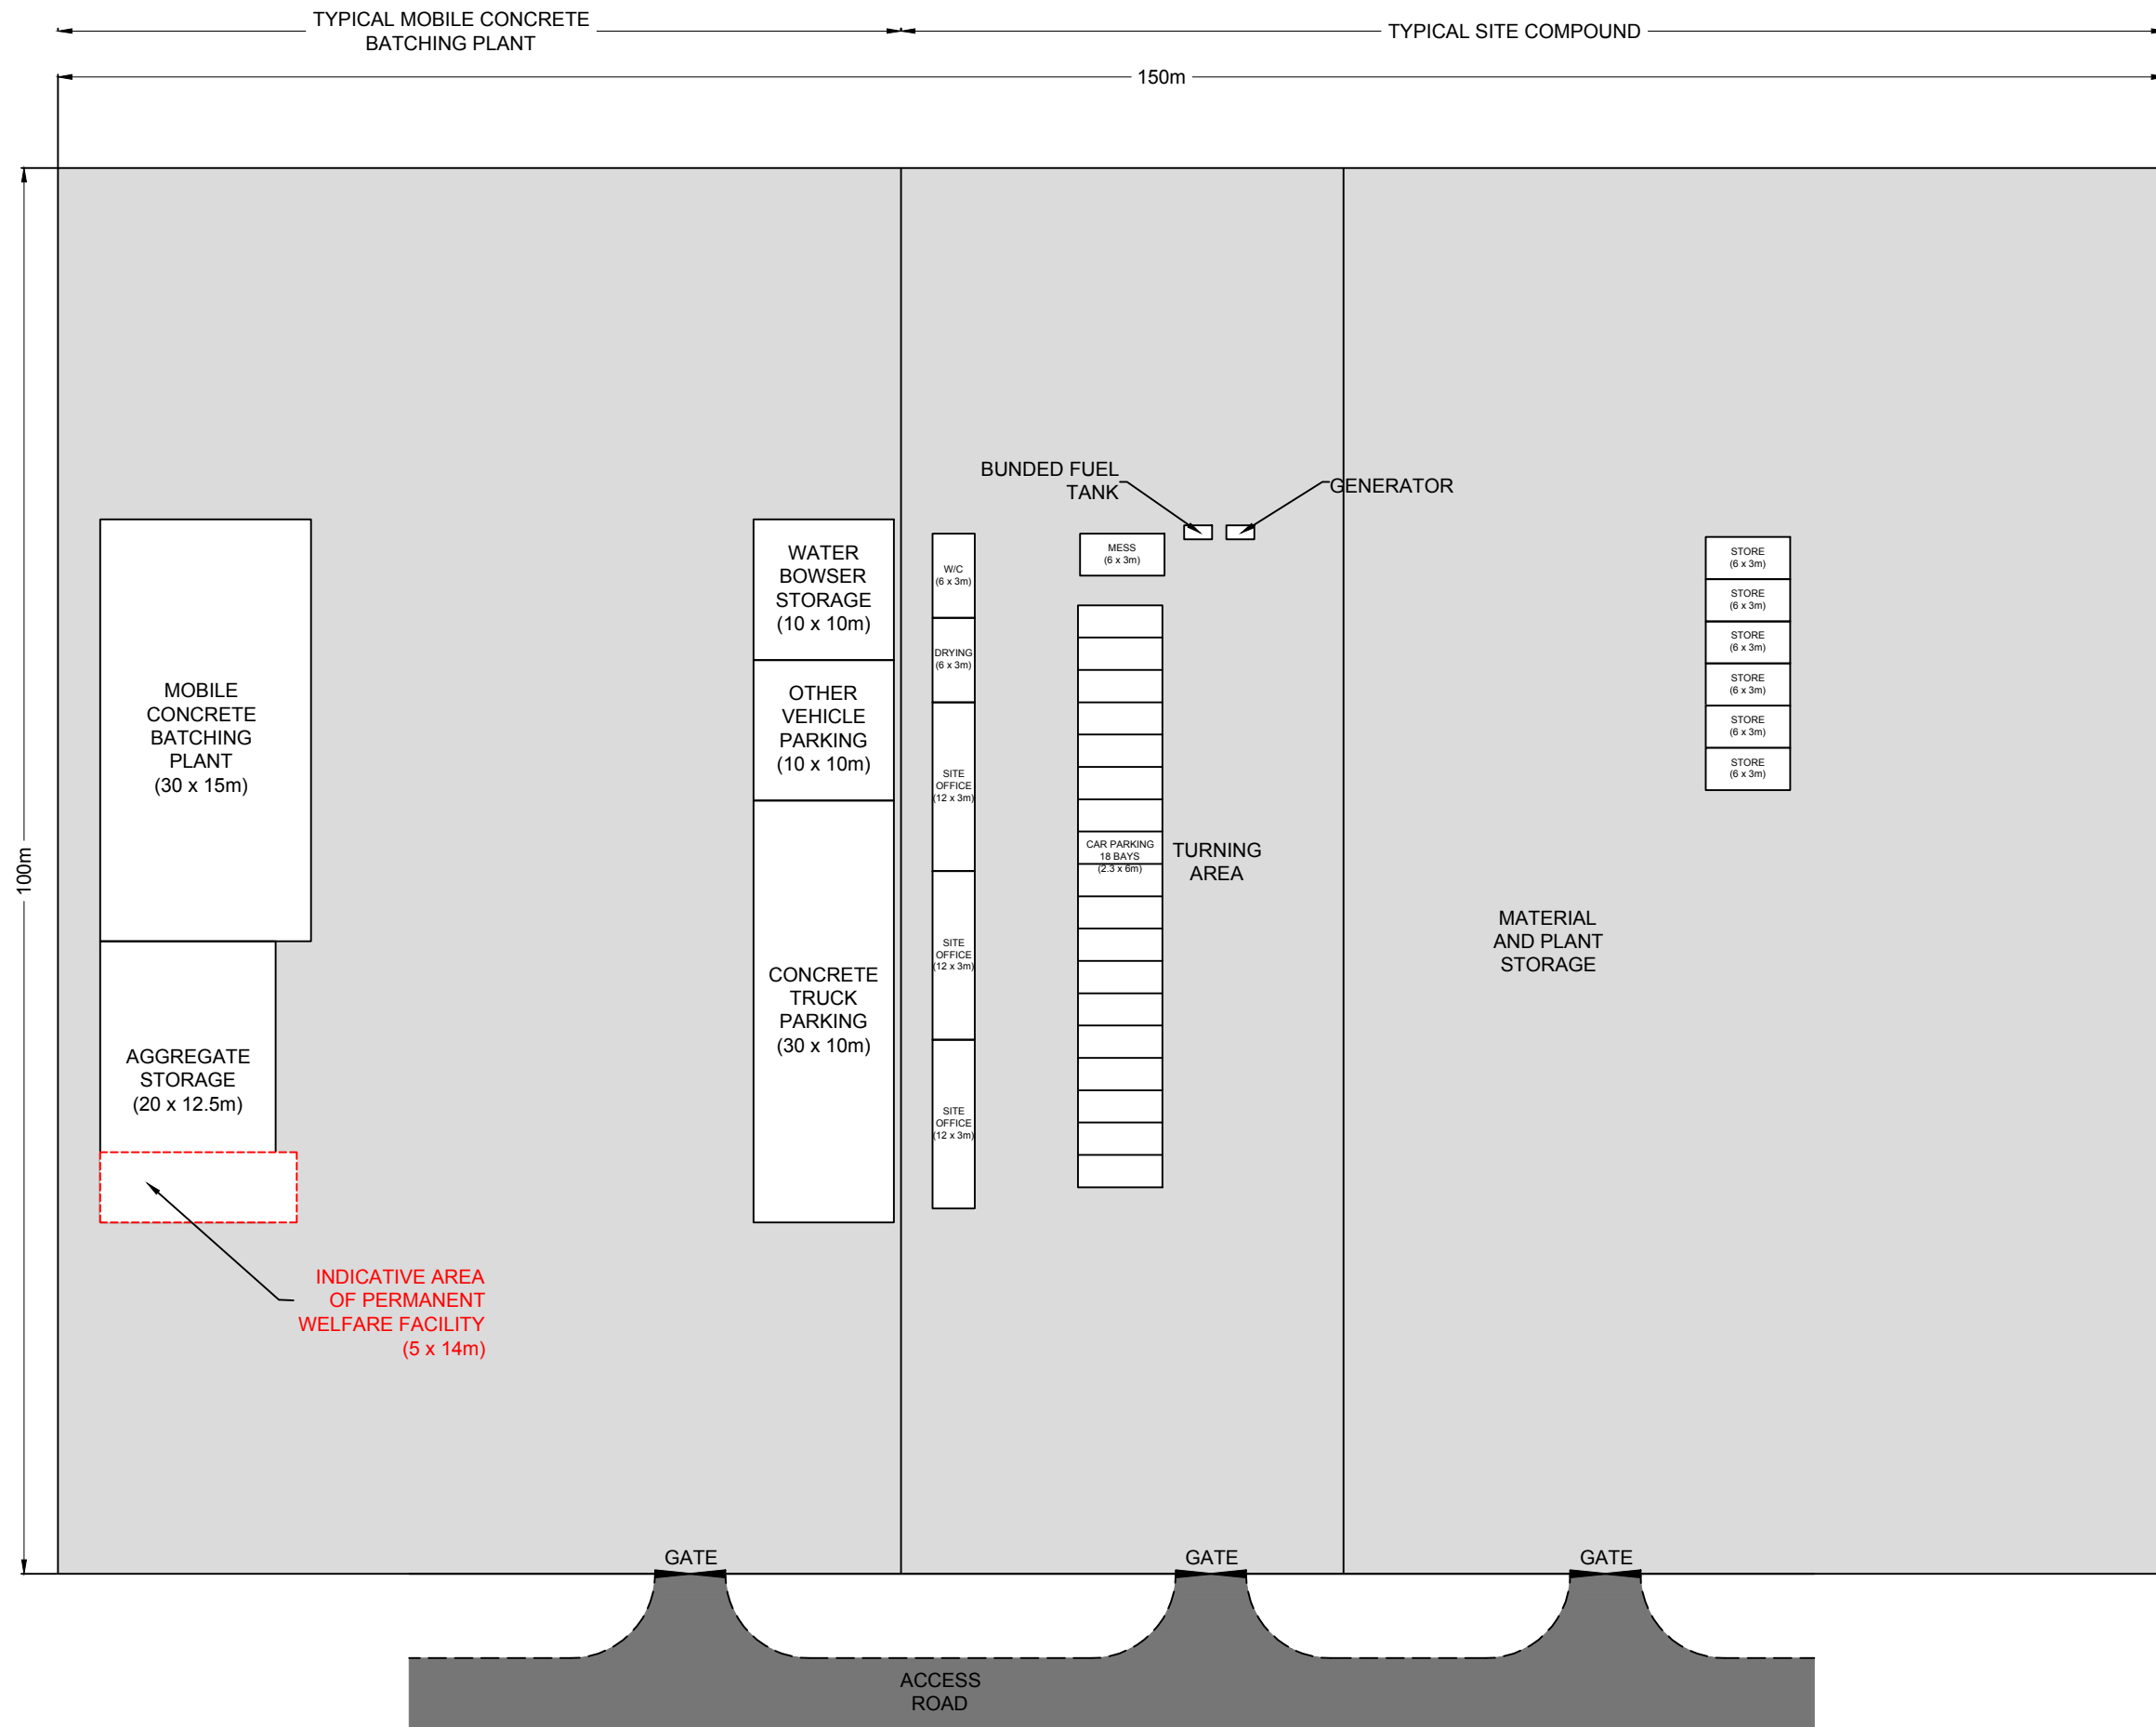 TYPICAL MOBILE CONCRETE
BATCHING PLANT
TYPICAL SITE COMPOUND
150m
100m
BUNDED FUEL
TANK
GENERATOR
MOBILE
CONCRETE
BATCHING
PLANT
(30 x 15m)
AGGREGATE
STORAGE
(20 x 12.5m)
INDICATIVE AREA
OF PERMANENT
WELFARE FACILITY
(5 x 14m)
WATER
BOWSER
STORAGE
(10 x 10m)
OTHER
VEHICLE
PARKING
(10 x 10m)
CONCRETE
TRUCK
PARKING
(30 x 10m)
W/C
(6 x 3m)
DRYING
(6 x 3m)
SITE
OFFICE
(12 x 3m)
SITE
OFFICE
(12 x 3m)
SITE
OFFICE
(12 x 3m)
MESS
(6 x 3m)
CAR PARKING
18 BAYS
(2.3 x 6m)
TURNING
AREA
MATERIAL
AND PLANT
STORAGE
STORE
(6 x 3m)
STORE
(6 x 3m)
STORE
(6 x 3m)
STORE
(6 x 3m)
STORE
(6 x 3m)
STORE
(6 x 3m)
GATE
GATE
GATE
ACCESS
ROAD